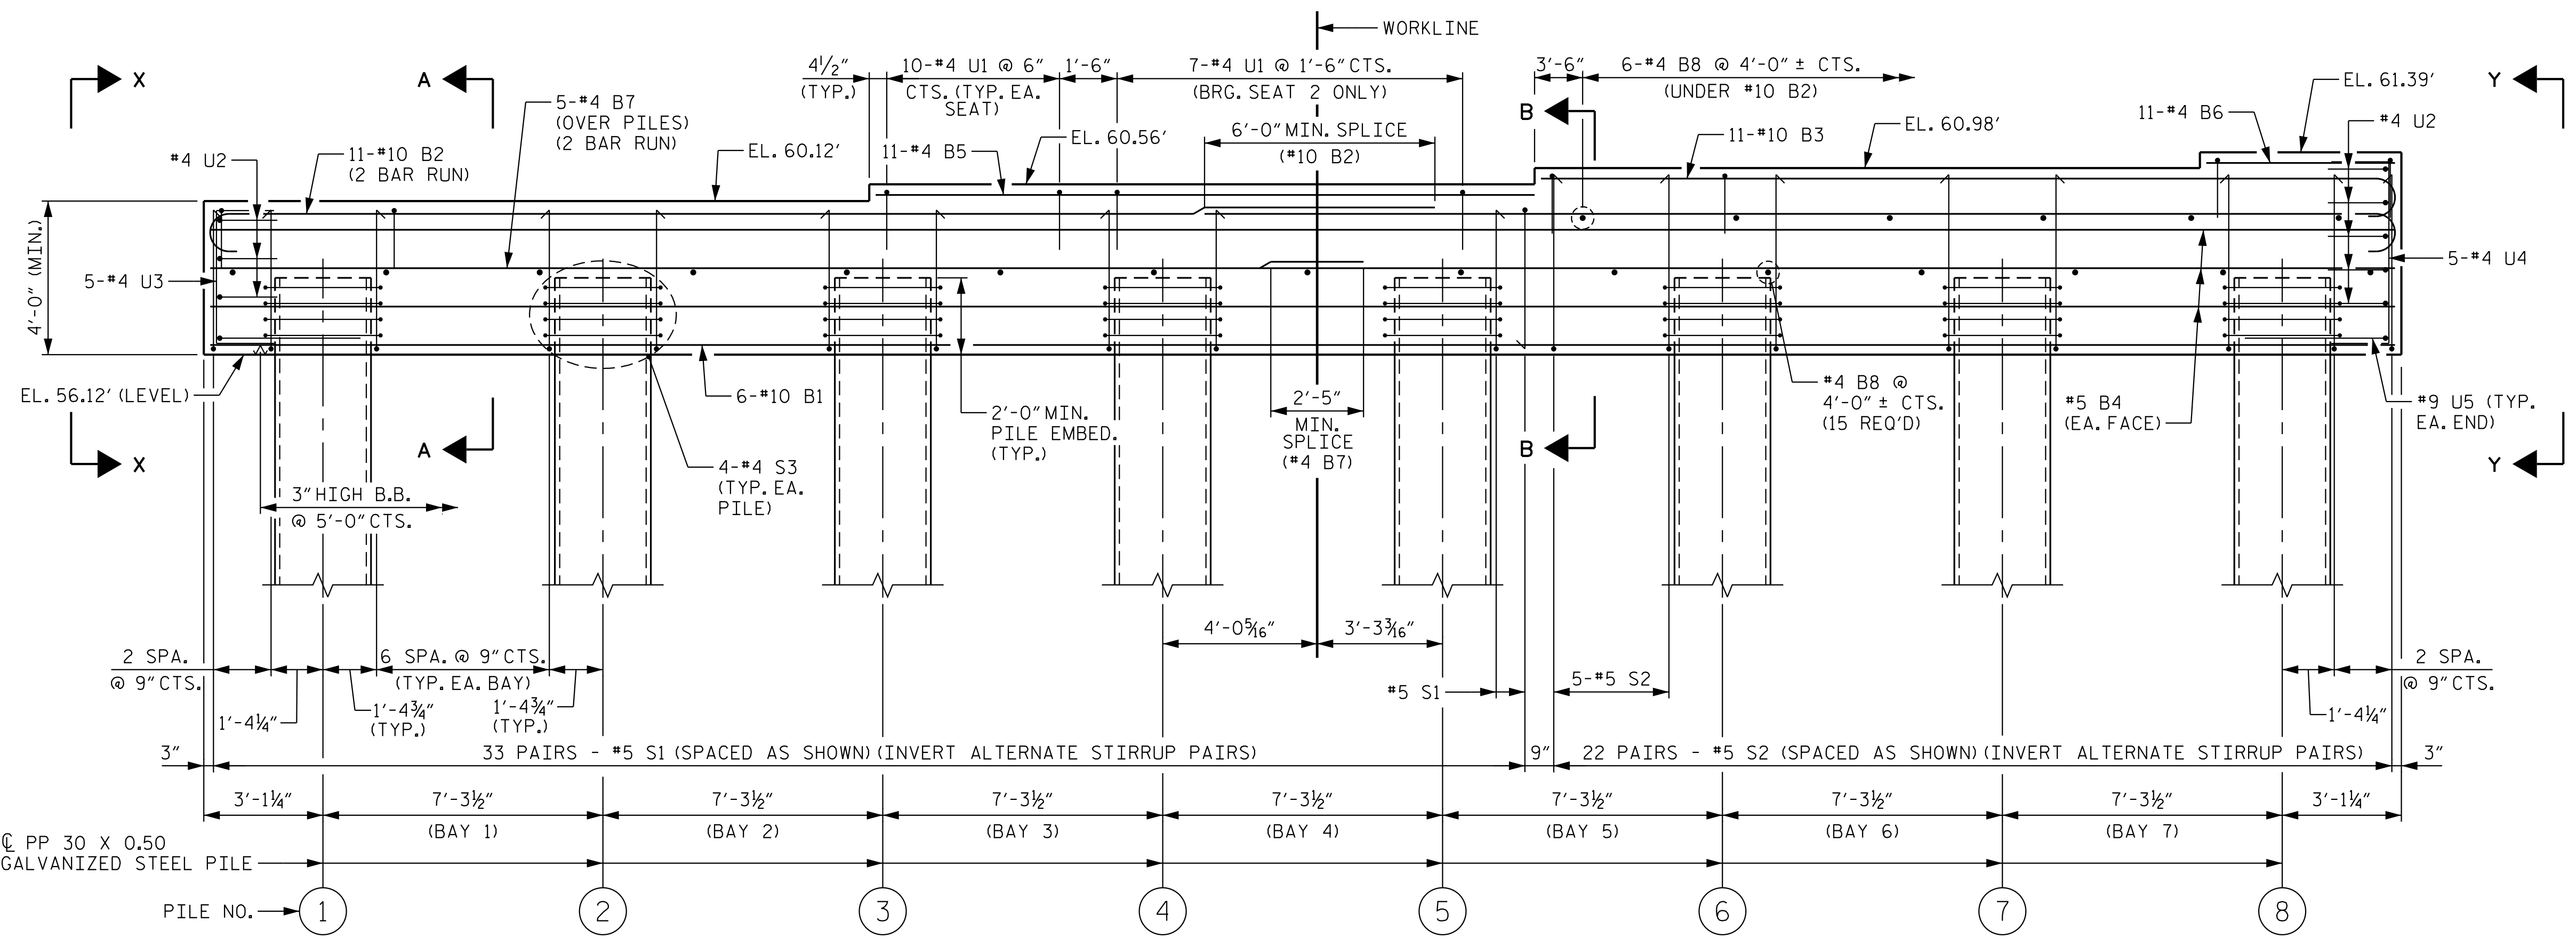 WORKLINE
X
A
4½″
(TYP.)
10-#4 U1 @ 6″
CTS. (TYP. EA.
SEAT)
1′-6″
7-#4 U1 @ 1′-6″ CTS.
(BRG. SEAT 2 ONLY)
3′-6″
6-#4 B8 @ 4′-0″ ± CTS.
(UNDER #10 B2)
EL. 61.39′
Y
5-#4 B7
(OVER PILES)
(2 BAR RUN)
B
11-#4 B6
#4 U2
#4 U2
11-#10 B2
(2 BAR RUN)
EL. 60.12′
11-#4 B5
EL. 60.56′
6′-0″ MIN. SPLICE
(#10 B2)
11-#10 B3
EL. 60.98′
4′-0″ (MIN.)
5-#4 U3
5-#4 U4
EL. 56.12′ (LEVEL)
6-#10 B1
2′-0″ MIN.
PILE EMBED.
(TYP.)
2′-5″
MIN.
SPLICE
(#4 B7)
#4 B8 @
4′-0″ ± CTS.
(15 REQ'D)
#5 B4
(EA. FACE)
#9 U5 (TYP.
EA. END)
X
A
B
Y
4-#4 S3
(TYP. EA.
PILE)
3″ HIGH B.B.
@ 5′-0″ CTS.
4′-0⁵⁄₁₆″
3′-3³⁄₁₆″
2 SPA.
@ 9″ CTS.
6 SPA. @ 9″ CTS.
(TYP. EA. BAY)
1′-4¼″
1′-4¾″
(TYP.)
1′-4¾″
(TYP.)
#5 S1
5-#5 S2
2 SPA.
@ 9″ CTS.
1′-4¼″
3″
33 PAIRS - #5 S1 (SPACED AS SHOWN) (INVERT ALTERNATE STIRRUP PAIRS)
9″
22 PAIRS - #5 S2 (SPACED AS SHOWN) (INVERT ALTERNATE STIRRUP PAIRS)
3″
3′-1¼″
7′-3½″
7′-3½″
7′-3½″
7′-3½″
7′-3½″
7′-3½″
7′-3½″
3′-1¼″
(BAY 1)
(BAY 2)
(BAY 3)
(BAY 4)
(BAY 5)
(BAY 6)
(BAY 7)
℄ PP 30 X 0.50
GALVANIZED STEEL PILE
PILE NO.
1
2
3
4
5
6
7
8